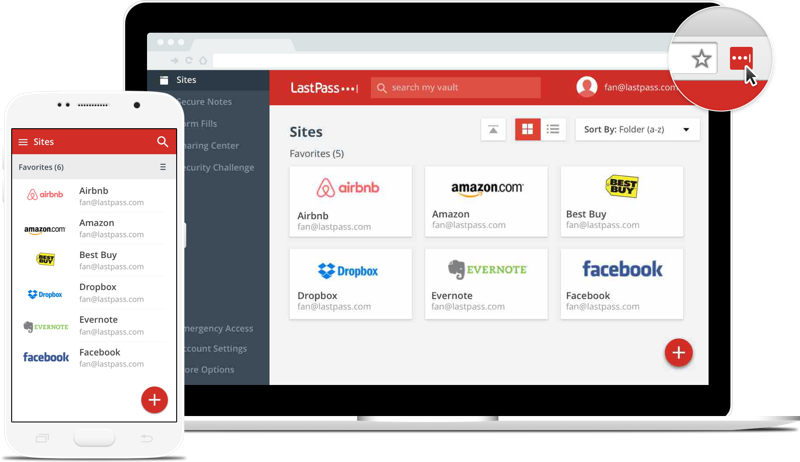 Sites
Favorites (6)
airbnb
Airbnb
fan@lastpass.com
amazon.com
Amazon
fan@lastpass.com
BEST BUY
Best Buy
fan@lastpass.com
Dropbox
Dropbox
fan@lastpass.com
EVERNOTE
Evernote
fan@lastpass.com
facebook
Facebook
fan@lastpass.com
Sites
ecure Notes
orm Fills
haring Center
ecurity Challenge
mergency Access
ccount Settings
ore Options
LastPass
search my vault
fan@lastpass.com
Sites
Sort By: Folder (a-z)
Favorites (5)
airbnb
Airbnb
fan@lastpass.com
amazon.com
Amazon
fan@lastpass.com
BEST
BUY
Best Buy
fan@lastpass.com
Dropbox
Dropbox
fan@lastpass.com
EVERNOTE
Evernote
fan@lastpass.com
facebook
Facebook
fan@lastpass.com